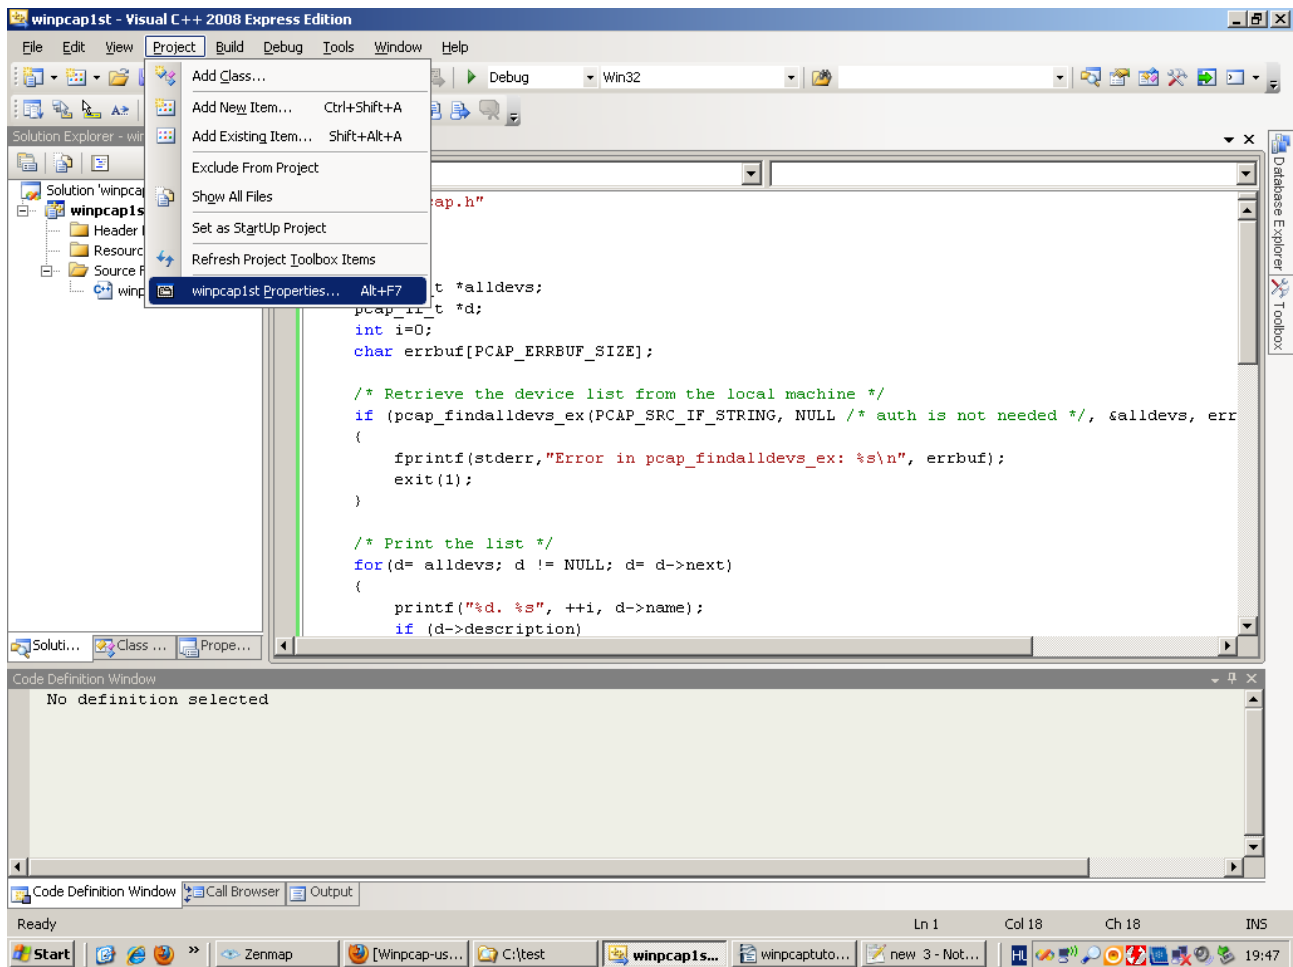 winpcap1st - Visual C++ 2008 Express Edition
File Edit View Project Build Debug Tools Window Help
Debug Win32
Add Class...
Add New Item... Ctrl+Shift+A
Add Existing Item... Shift+Alt+A
Exclude From Project
Show All Files
Set as StartUp Project
Refresh Project Toolbox Items
winpcap1st Properties... Alt+F7
Solution Explorer - win
Solution 'winpcap
winpcap1s
Header
Resourc
Source F
winp
Soluti... Class ... Prope...
cap.h"
_t *alldevs;
pcap_if_t *d;
int i=0;
char errbuf[PCAP_ERRBUF_SIZE];
/* Retrieve the device list from the local machine */
if (pcap_findalldevs_ex(PCAP_SRC_IF_STRING, NULL /* auth is not needed */, &alldevs, err
{
fprintf(stderr,"Error in pcap_findalldevs_ex: %s\n", errbuf);
exit(1);
}
/* Print the list */
for(d= alldevs; d != NULL; d= d->next)
{
printf("%d. %s", ++i, d->name);
if (d->description)
Database Explorer
Toolbox
Code Definition Window
No definition selected
Code Definition Window Call Browser Output
Ready Ln 1 Col 18 Ch 18 INS
Start Zenmap [Winpcap-us... C:\test winpcap1s... winpcaptuto... new 3 - Not... HL 19:47